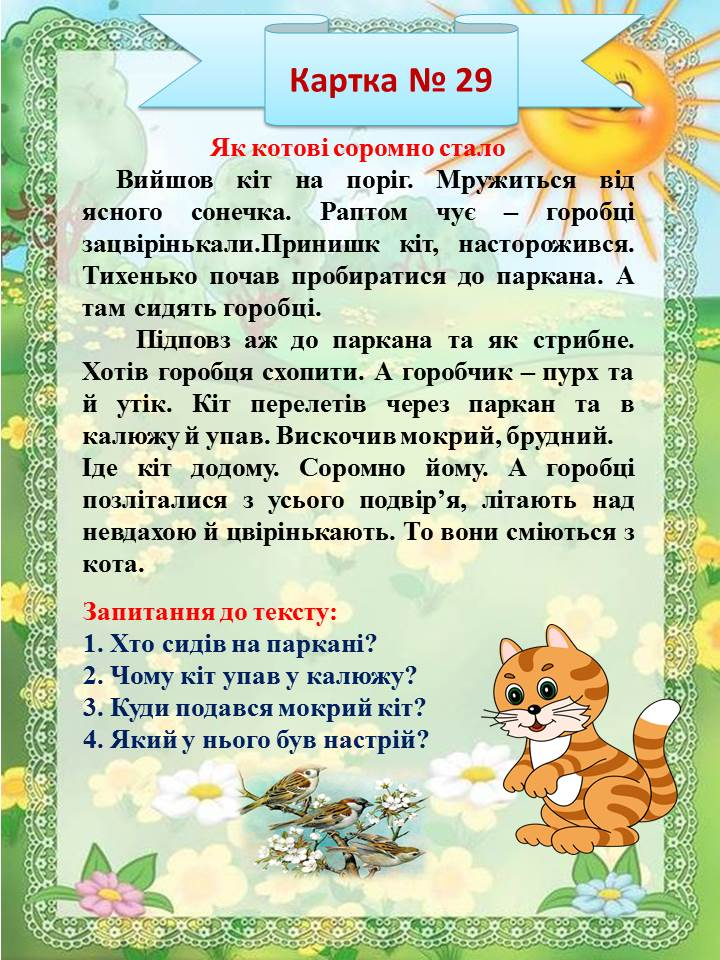 Картка № 29
Як котові соромно стало
Вийшов кіт на поріг. Мружиться від
ясного сонечка. Раптом чує – горобці
зацвірінькали.Принишк кіт, насторожився.
Тихенько почав пробиратися до паркана. А
там сидять горобці.
Підповз аж до паркана та як стрибне.
Хотів горобця схопити. А горобчик – пурх та
й утік. Кіт перелетів через паркан та в
калюжу й упав. Вискочив мокрий, брудний.
Іде кіт додому. Соромно йому. А горобці
позліталися з усього подвір’я, літають над
невдахою й цвірінькають. То вони сміються з
кота.
Запитання до тексту:
1. Хто сидів на паркані?
2. Чому кіт упав у калюжу?
3. Куди подався мокрий кіт?
4. Який у нього був настрій?